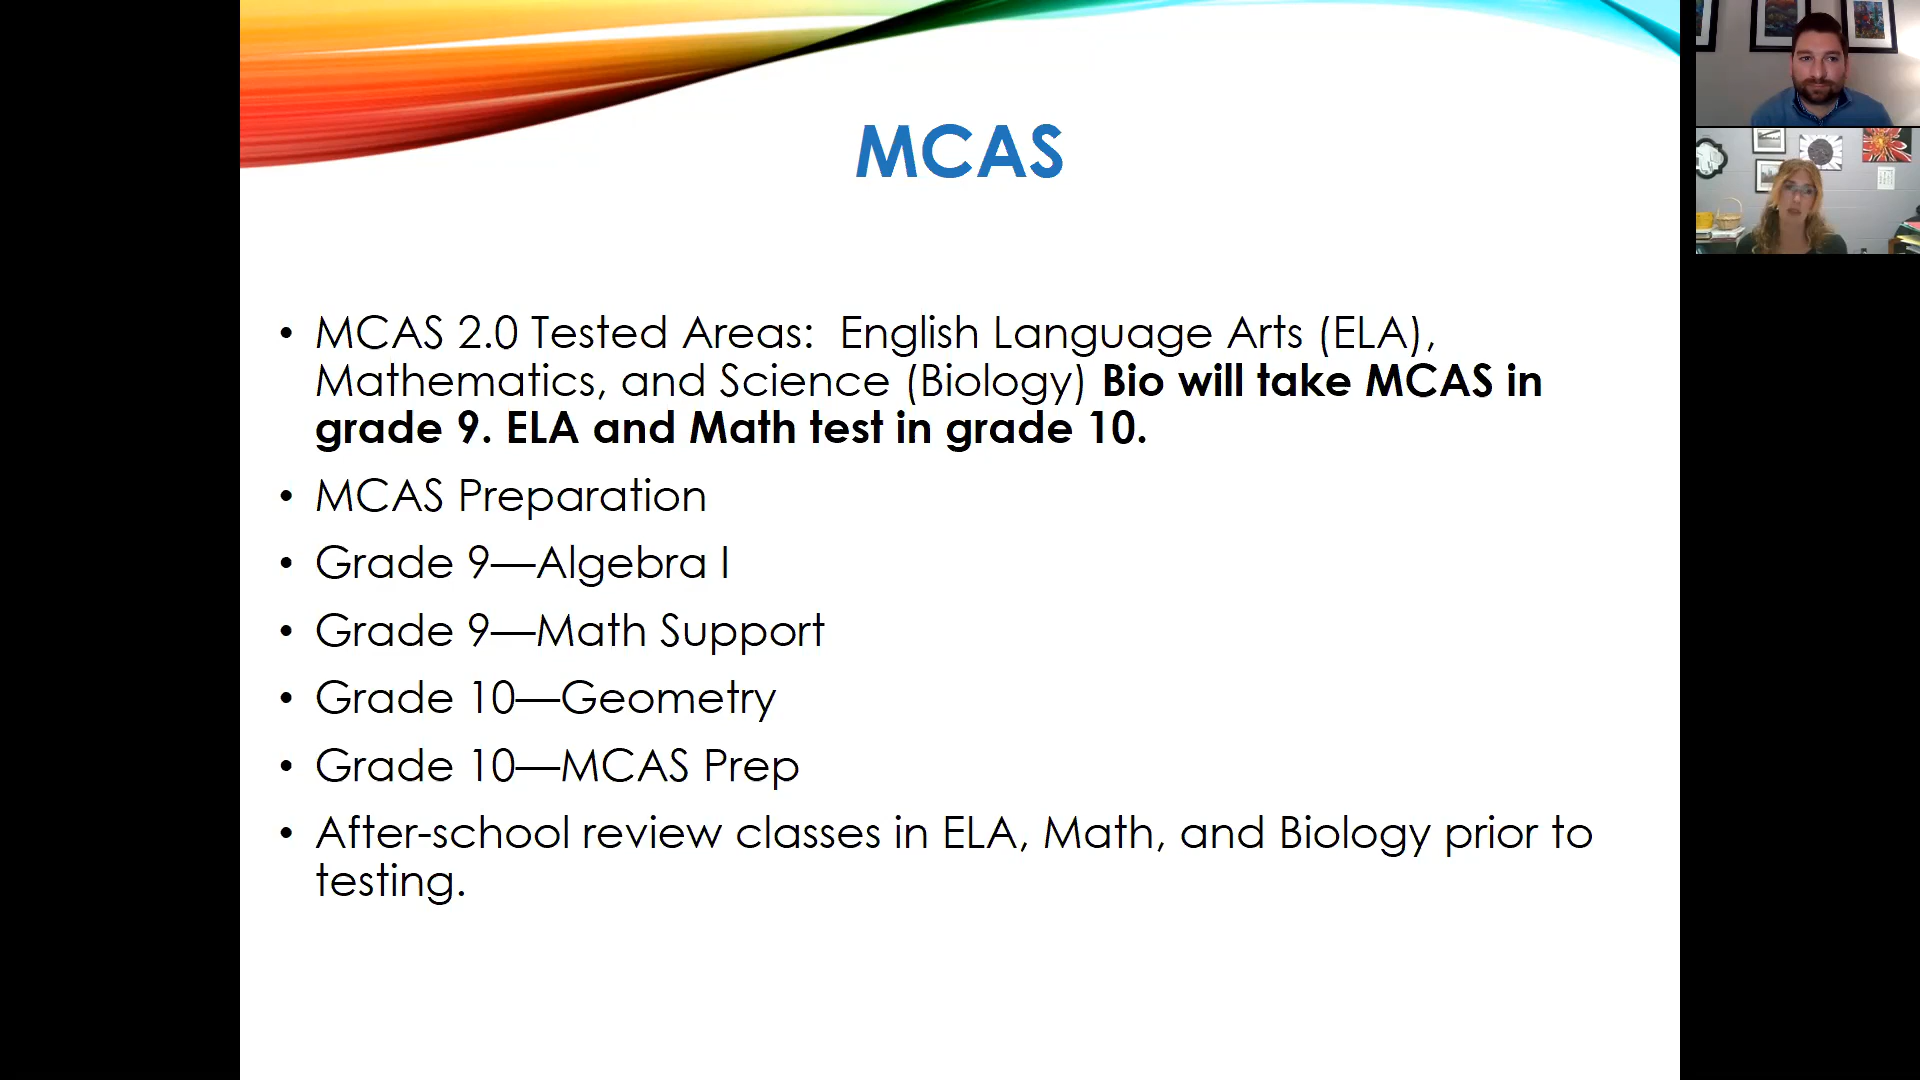 MCAS
• MCAS 2.0 Tested Areas:  English Language Arts (ELA),
Mathematics, and Science (Biology) Bio will take MCAS in
grade 9. ELA and Math test in grade 10.
• MCAS Preparation
• Grade 9—Algebra I
• Grade 9—Math Support
• Grade 10—Geometry
• Grade 10—MCAS Prep
• After-school review classes in ELA, Math, and Biology prior to
testing.